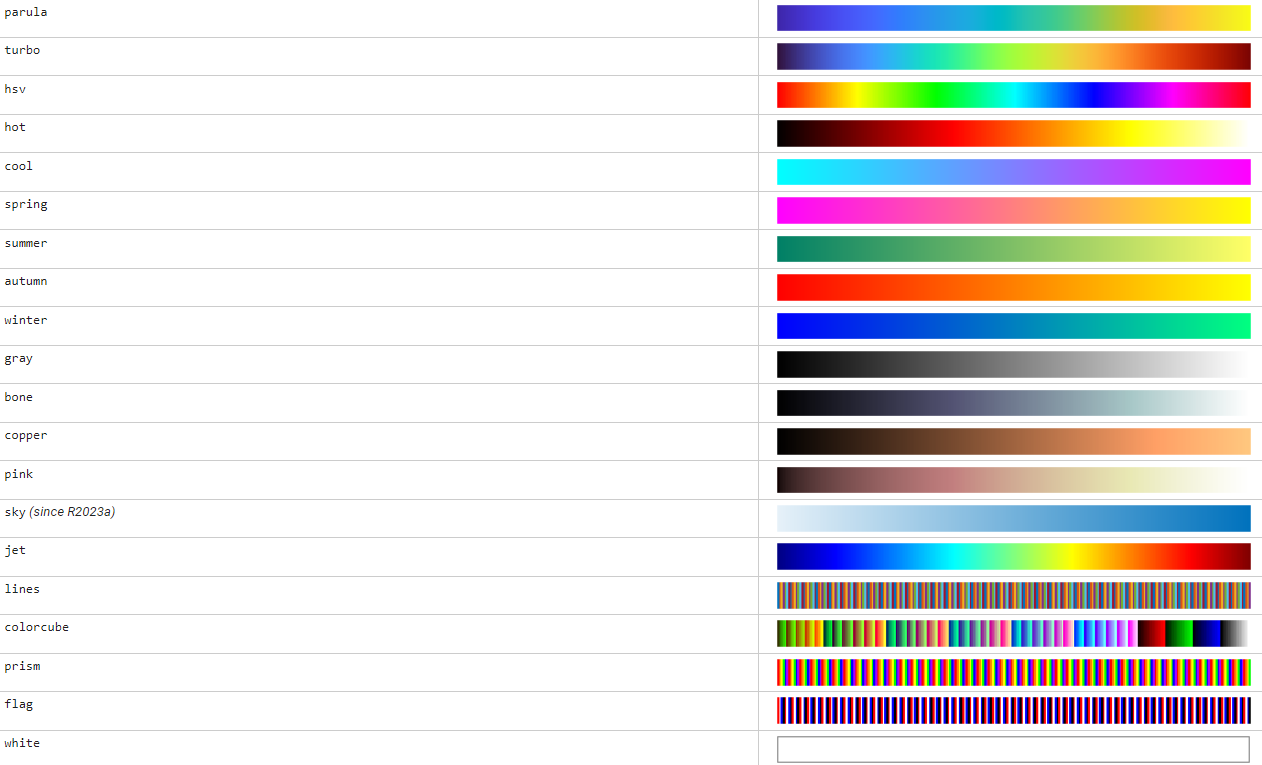 parula
turbo
hsv
hot
cool
spring
summer
autumn
winter
gray
bone
copper
pink
sky (since R2023a)
jet
lines
colorcube
prism
flag
white